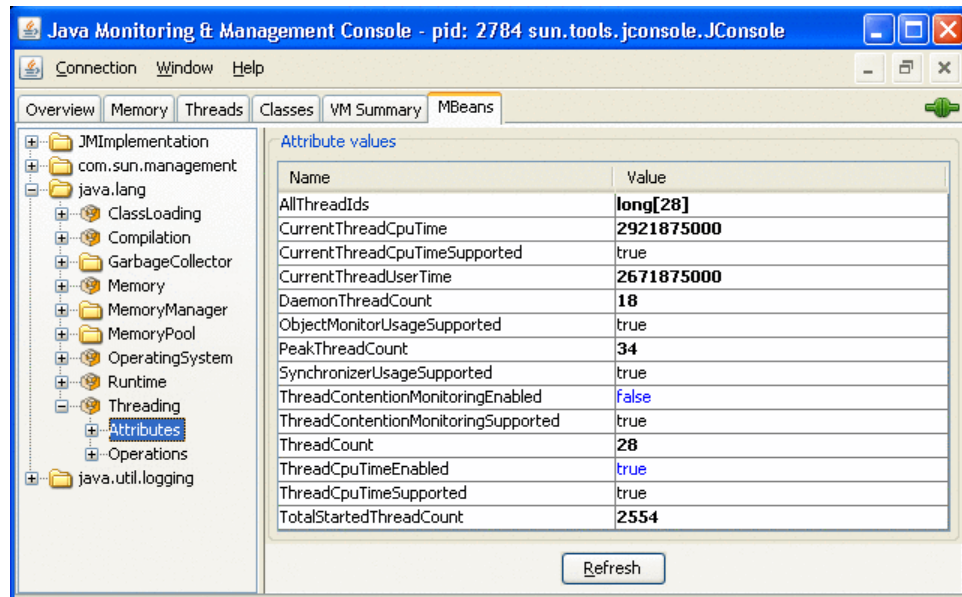 Java Monitoring & Management Console - pid: 2784 sun.tools.jconsole.JConsole
Connection Window Help
Overview Memory Threads Classes VM Summary MBeans
JMImplementation
com.sun.management
java.lang
ClassLoading
Compilation
GarbageCollector
Memory
MemoryManager
MemoryPool
OperatingSystem
Runtime
Threading
Attributes
Operations
java.util.logging
Attribute values
Name Value
AllThreadIds long[28]
CurrentThreadCpuTime 2921875000
CurrentThreadCpuTimeSupported true
CurrentThreadUserTime 2671875000
DaemonThreadCount 18
ObjectMonitorUsageSupported true
PeakThreadCount 34
SynchronizerUsageSupported true
ThreadContentionMonitoringEnabled false
ThreadContentionMonitoringSupported true
ThreadCount 28
ThreadCpuTimeEnabled true
ThreadCpuTimeSupported true
TotalStartedThreadCount 2554
Refresh